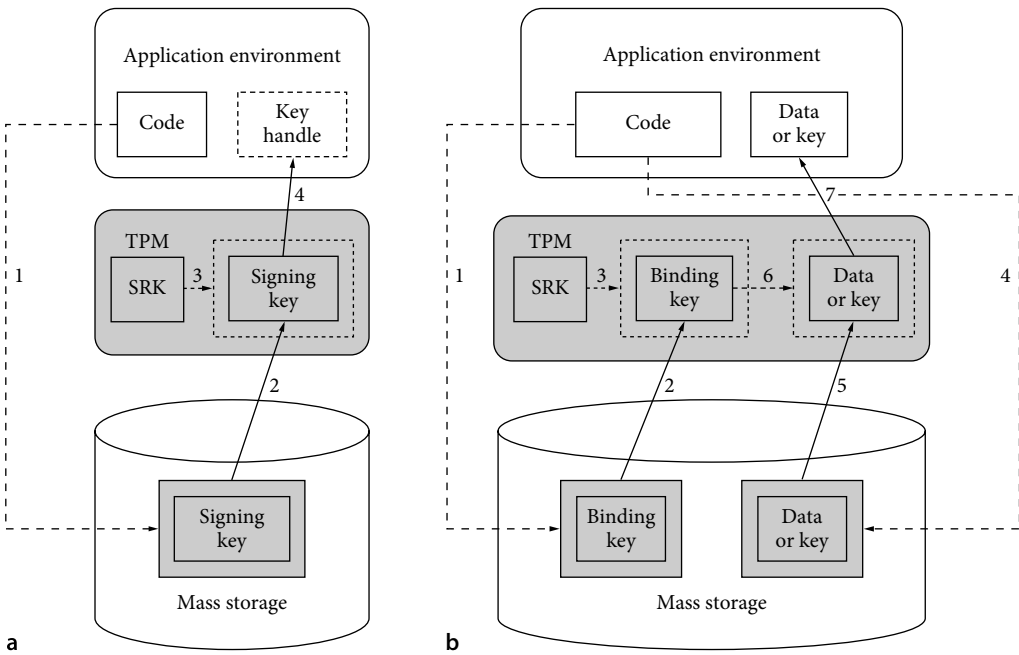 Application environment
Code
Key
handle
4
TPM
SRK
3
Signing
key
1
2
Signing
key
Mass storage
a
Application environment
Code
Data
or key
7
TPM
SRK
3
Binding
key
6
Data
or key
1
4
2
5
Binding
key
Data
or key
Mass storage
b